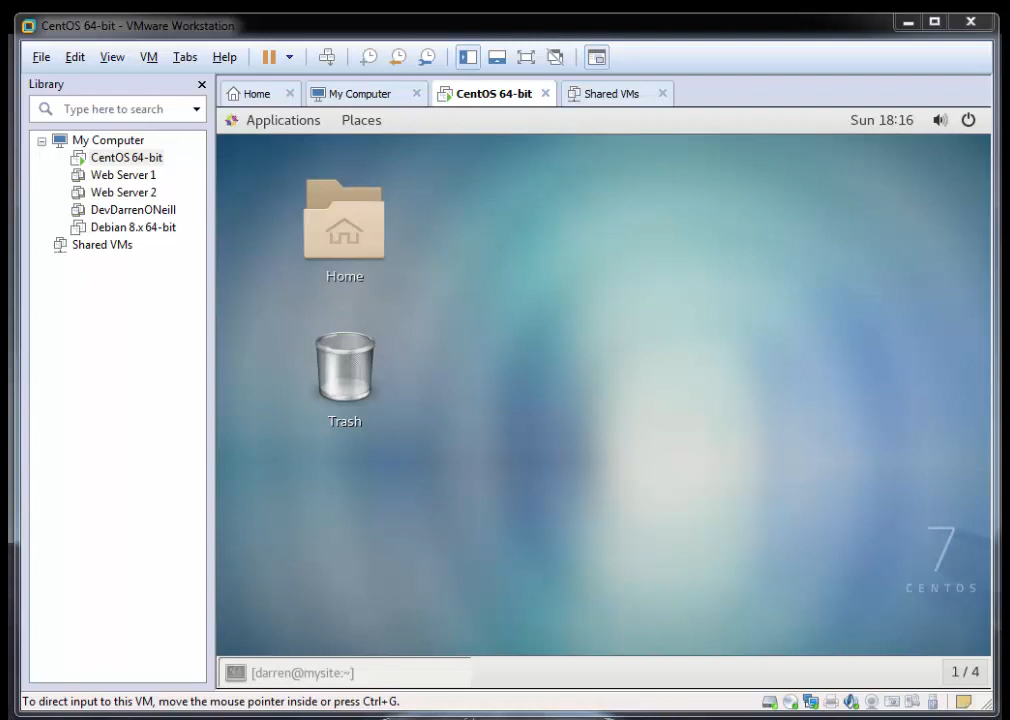 CentOS 64-bit - VMware Workstation
File Edit View VM Tabs Help
Library
Type here to search
My Computer
CentOS 64-bit
Web Server 1
Web Server 2
DevDarrenONeill
Debian 8.x 64-bit
Shared VMs
Home My Computer CentOS 64-bit Shared VMs
Applications Places Sun 18:16
Home
Trash
7
CENTOS
[darren@mysite:~] 1 / 4
To direct input to this VM, move the mouse pointer inside or press Ctrl+G.